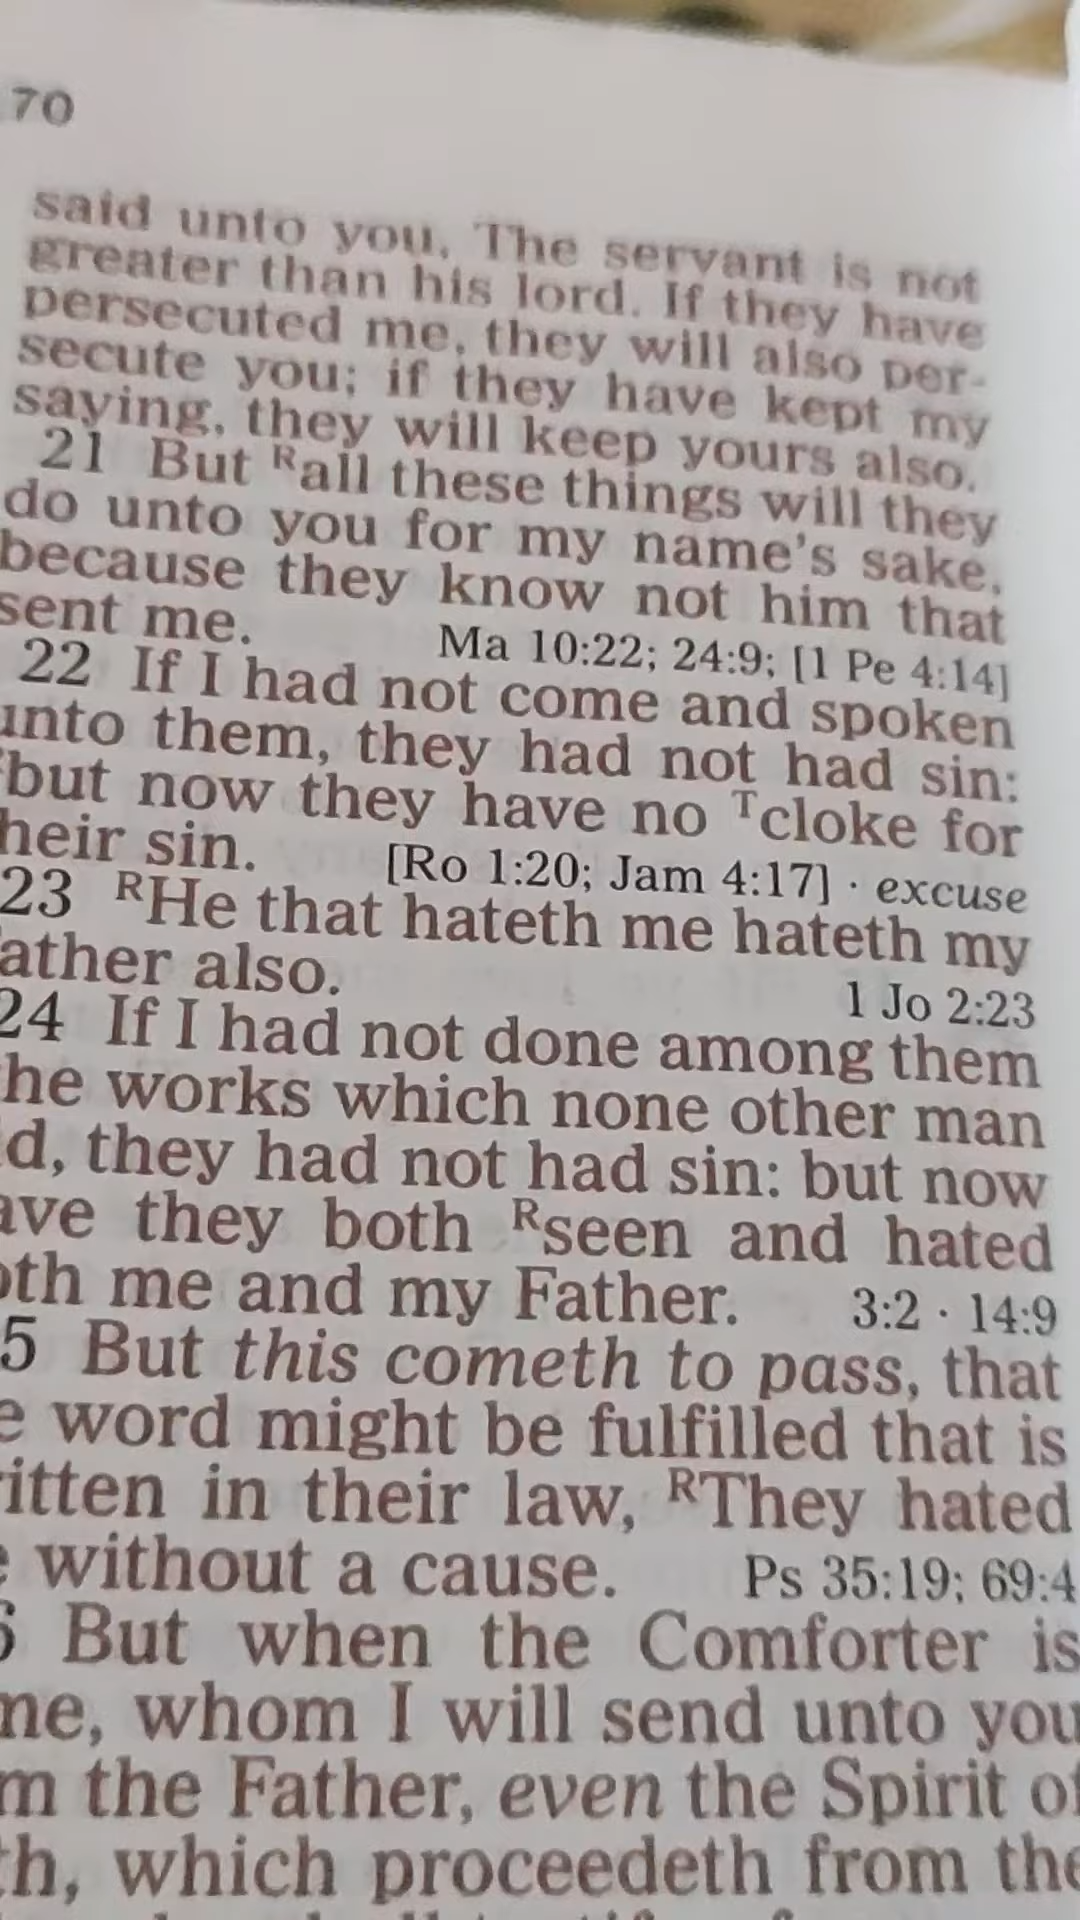 70
said unto you, The servant is not
greater than his lord. If they have
persecuted me, they will also per-
secute you; if they have kept my
saying, they will keep yours also.
21 But ᴿall these things will they
do unto you for my name's sake,
because they know not him that
sent me. Ma 10:22; 24:9; [1 Pe 4:14]
22 If I had not come and spoken
unto them, they had not had sin:
but now they have no ᵀcloke for
heir sin. [Ro 1:20; Jam 4:17] · excuse
23 ᴿHe that hateth me hateth my
ather also. 1 Jo 2:23
24 If I had not done among them
he works which none other man
d, they had not had sin: but now
ave they both ᴿseen and hated
oth me and my Father. 3:2 · 14:9
5 But this cometh to pass, that
e word might be fulfilled that is
ritten in their law, ᴿThey hated
e without a cause. Ps 35:19; 69:4
6 But when the Comforter is
me, whom I will send unto you
m the Father, even the Spirit of
th, which proceedeth from the